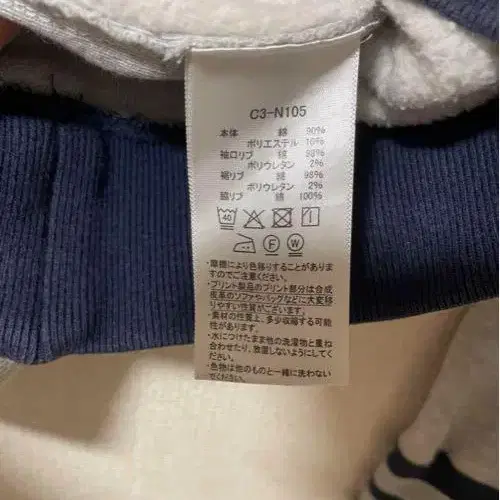 C3-N105
本体 綿 90%
ポリエステル 10%
袖口リブ 綿 98%
ポリウレタン 2%
裾リブ 綿 98%
ポリウレタン 2%
脇リブ 綿 100%
40
F W
・摩擦により色移りすることがありま
すのでご注意ください。
・プリント製品のプリント部分は合成
皮革のソファやバッグなどに大変移
りやすい性質がございます。
・素材の性質上、多少収縮する可能
性があります。
・水につけたまま他の洗濯物と重ね
合わせたり、放置しないようにしてく
ださい。
・色物は他のものと一緒に洗わない
でください。